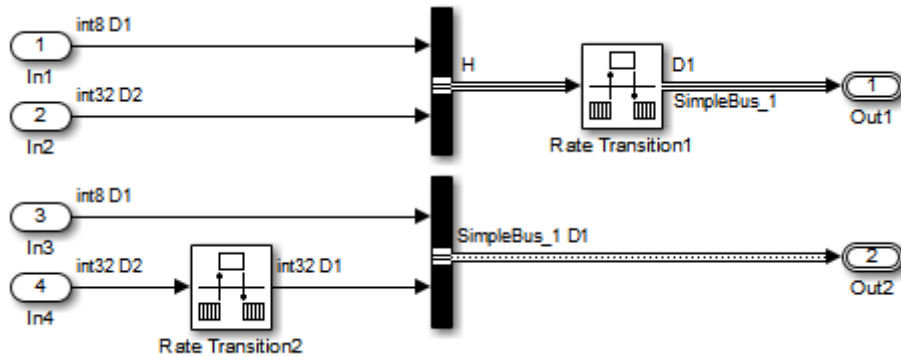 int8 D1
1
In1
int32 D2
2
In2
H
D1
SimpleBus_1
Rate Transition1
1
Out1
int8 D1
3
In3
int32 D2
4
In4
int32 D1
Rate Transition2
SimpleBus_1 D1
2
Out2